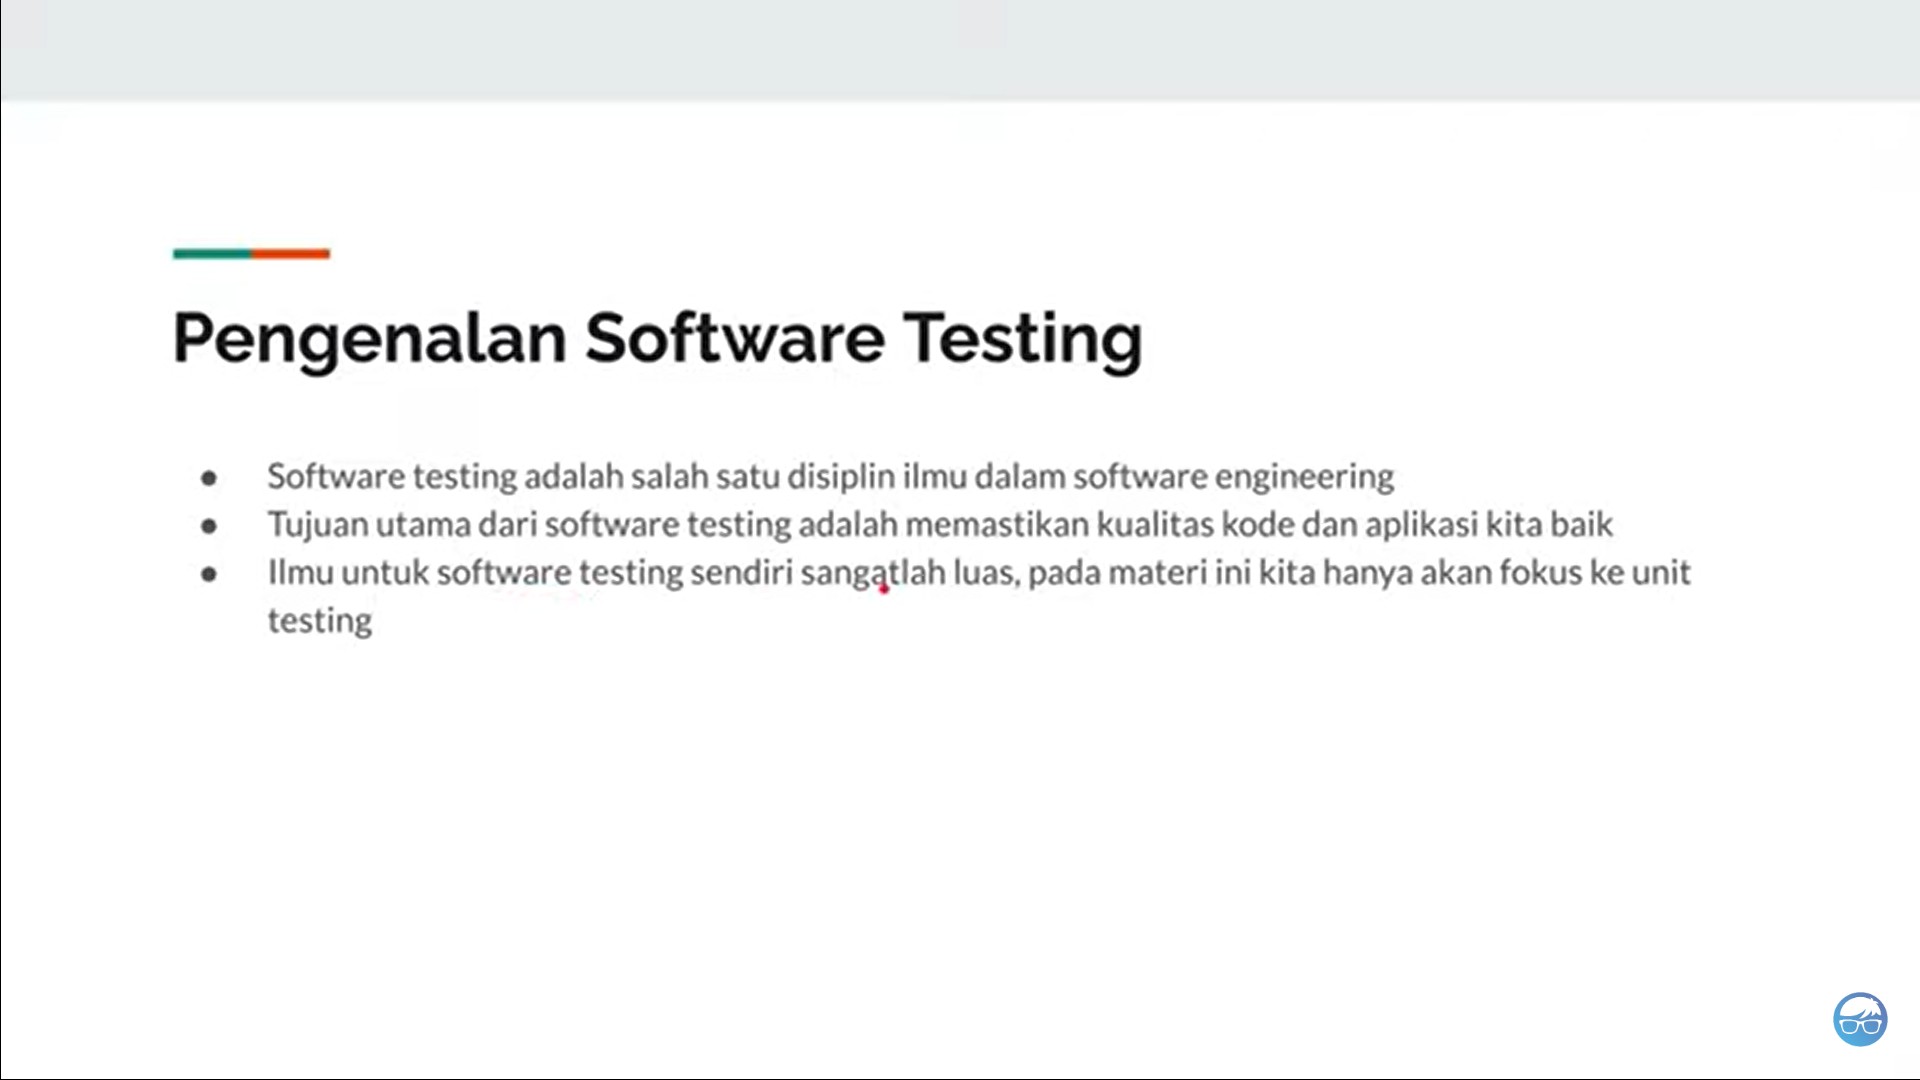 Pengenalan Software Testing
● Software testing adalah salah satu disiplin ilmu dalam software engineering
● Tujuan utama dari software testing adalah memastikan kualitas kode dan aplikasi kita baik
● Ilmu untuk software testing sendiri sangatlah luas, pada materi ini kita hanya akan fokus ke unit
testing